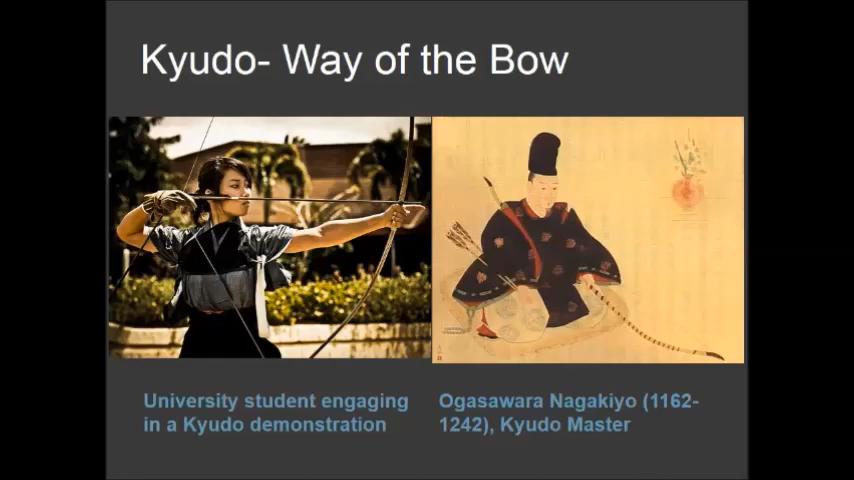 Kyudo- Way of the Bow
University student engaging
in a Kyudo demonstration
Ogasawara Nagakiyo (1162-
1242), Kyudo Master